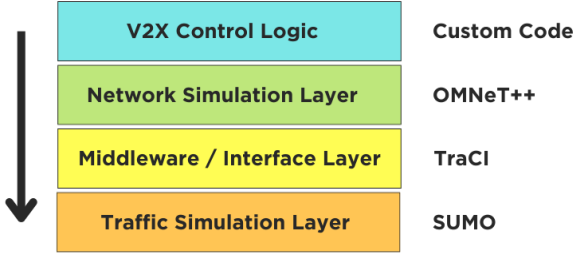 V2X Control Logic Custom Code
Network Simulation Layer OMNeT++
Middleware / Interface Layer TraCI
Traffic Simulation Layer SUMO